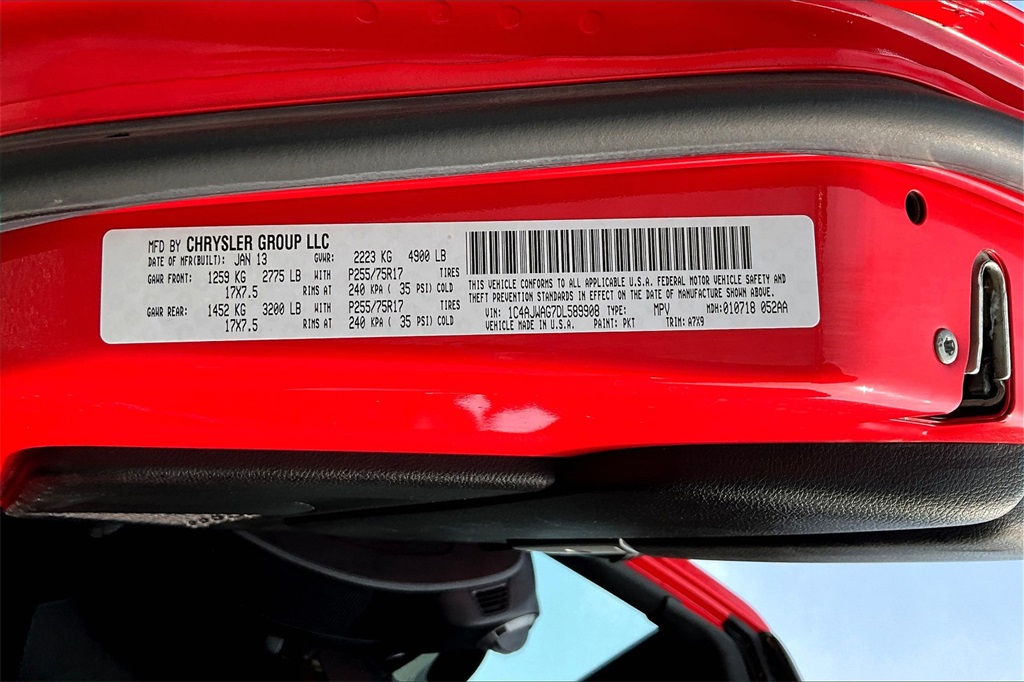 MFD BY CHRYSLER GROUP LLC
DATE OF MFR(BUILT): JAN 13 GVWR: 2223 KG 4900 LB
GAWR FRONT: 1259 KG 2775 LB WITH P255/75R17 TIRES
17X7.5 RIMS AT 240 KPA ( 35 PSI) COLD
GAWR REAR: 1452 KG 3200 LB WITH P255/75R17 TIRES
17X7.5 RIMS AT 240 KPA ( 35 PSI) COLD
THIS VEHICLE CONFORMS TO ALL APPLICABLE U.S.A. FEDERAL MOTOR VEHICLE SAFETY AND
THEFT PREVENTION STANDARDS IN EFFECT ON THE DATE OF MANUFACTURE SHOWN ABOVE.
VIN: 1C4AJWAG7DL589908 TYPE: MPV MDH:010718 052AA
VEHICLE MADE IN U.S.A. PAINT: PKT TRIM: A7X9